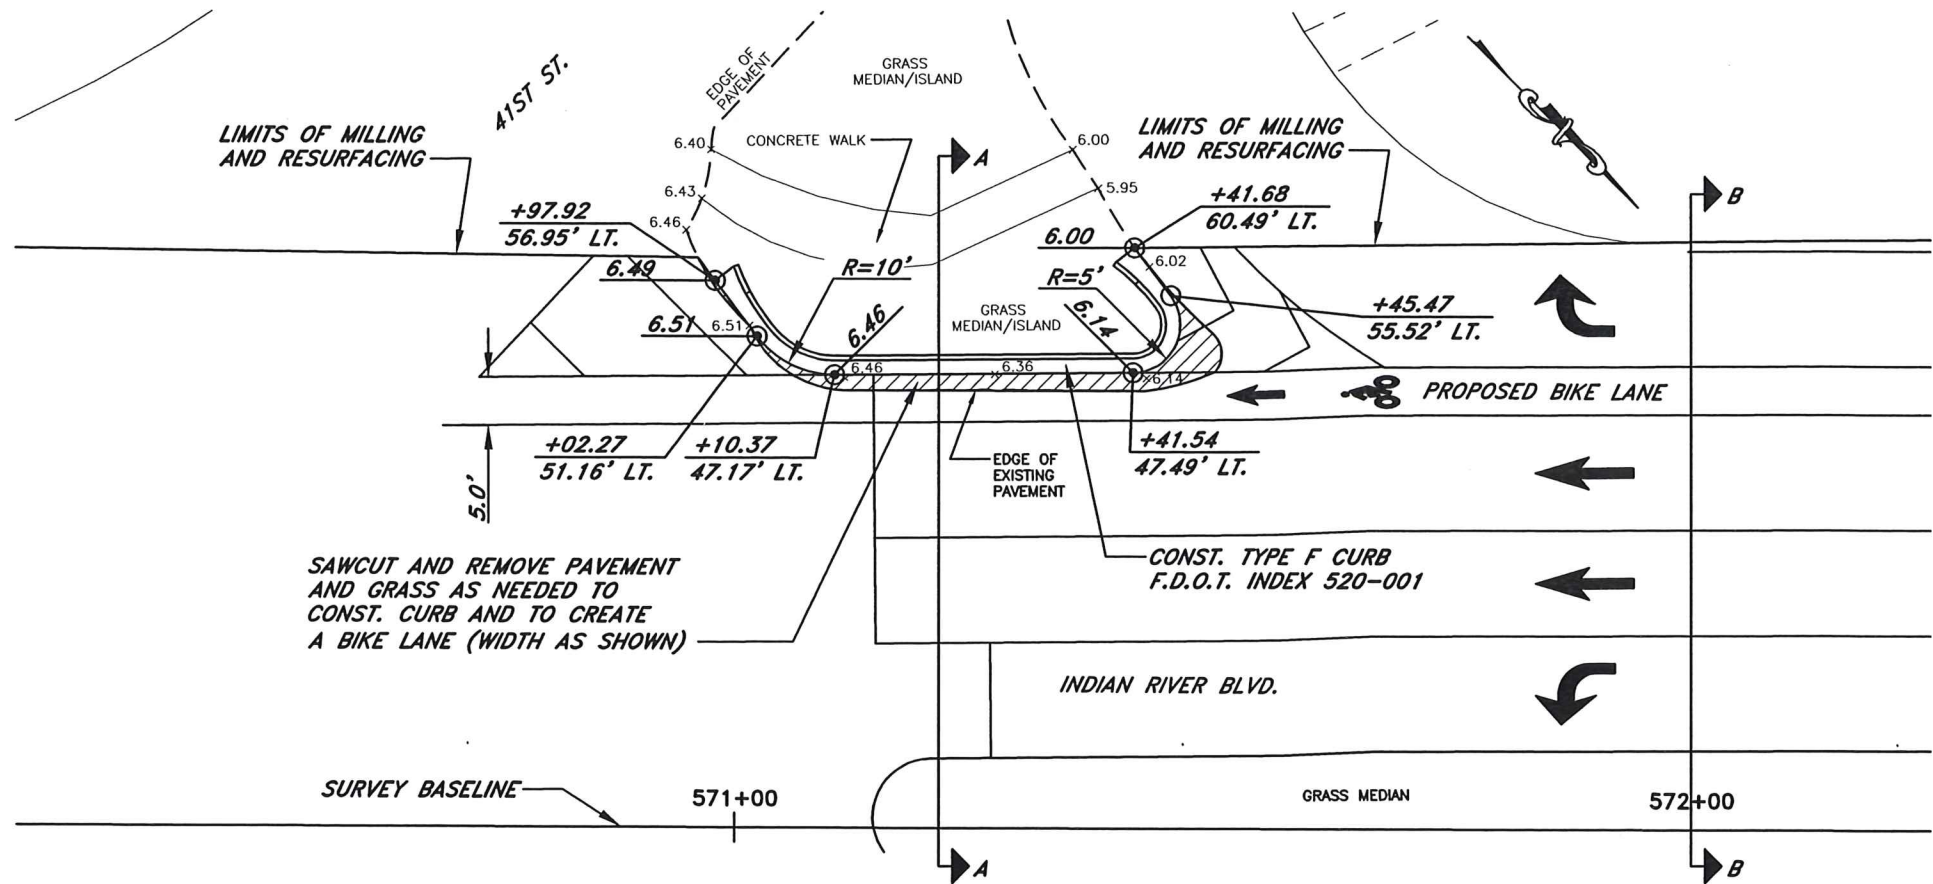 41ST ST.
EDGE OF
PAVEMENT
GRASS
MEDIAN/ISLAND
LIMITS OF MILLING
AND RESURFACING
CONCRETE WALK
6.40
6.00
A
LIMITS OF MILLING
AND RESURFACING
6.43
5.95
B
+97.92
56.95' LT.
6.46
+41.68
60.49' LT.
6.00
6.02
6.49
R=10'
R=5'
6.14
+45.47
55.52' LT.
6.51
6.51
6.46
GRASS
MEDIAN/ISLAND
6.46
6.36
6.14
PROPOSED BIKE LANE
+02.27
51.16' LT.
+10.37
47.17' LT.
+41.54
47.49' LT.
5.0'
EDGE OF
EXISTING
PAVEMENT
SAWCUT AND REMOVE PAVEMENT
AND GRASS AS NEEDED TO
CONST. CURB AND TO CREATE
A BIKE LANE (WIDTH AS SHOWN)
CONST. TYPE F CURB
F.D.O.T. INDEX 520-001
INDIAN RIVER BLVD.
SURVEY BASELINE
571+00
GRASS MEDIAN
572+00
A
B